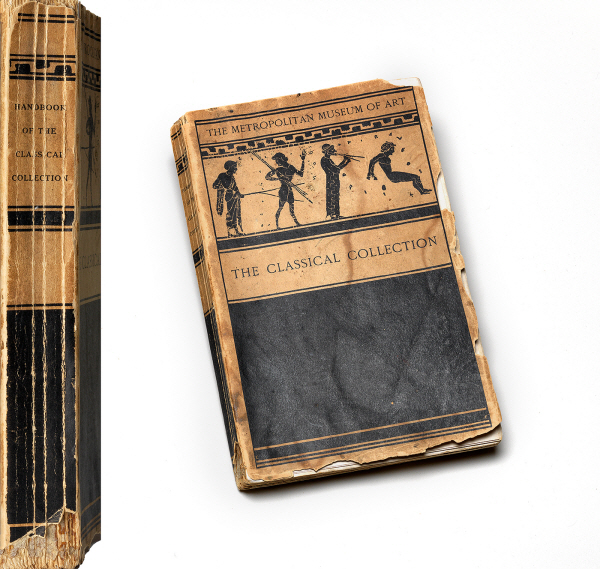 HANDBOOK
OF THE
CLASSICAL
COLLECTION
THE METROPOLITAN MUSEUM OF ART
THE CLASSICAL COLLECTION